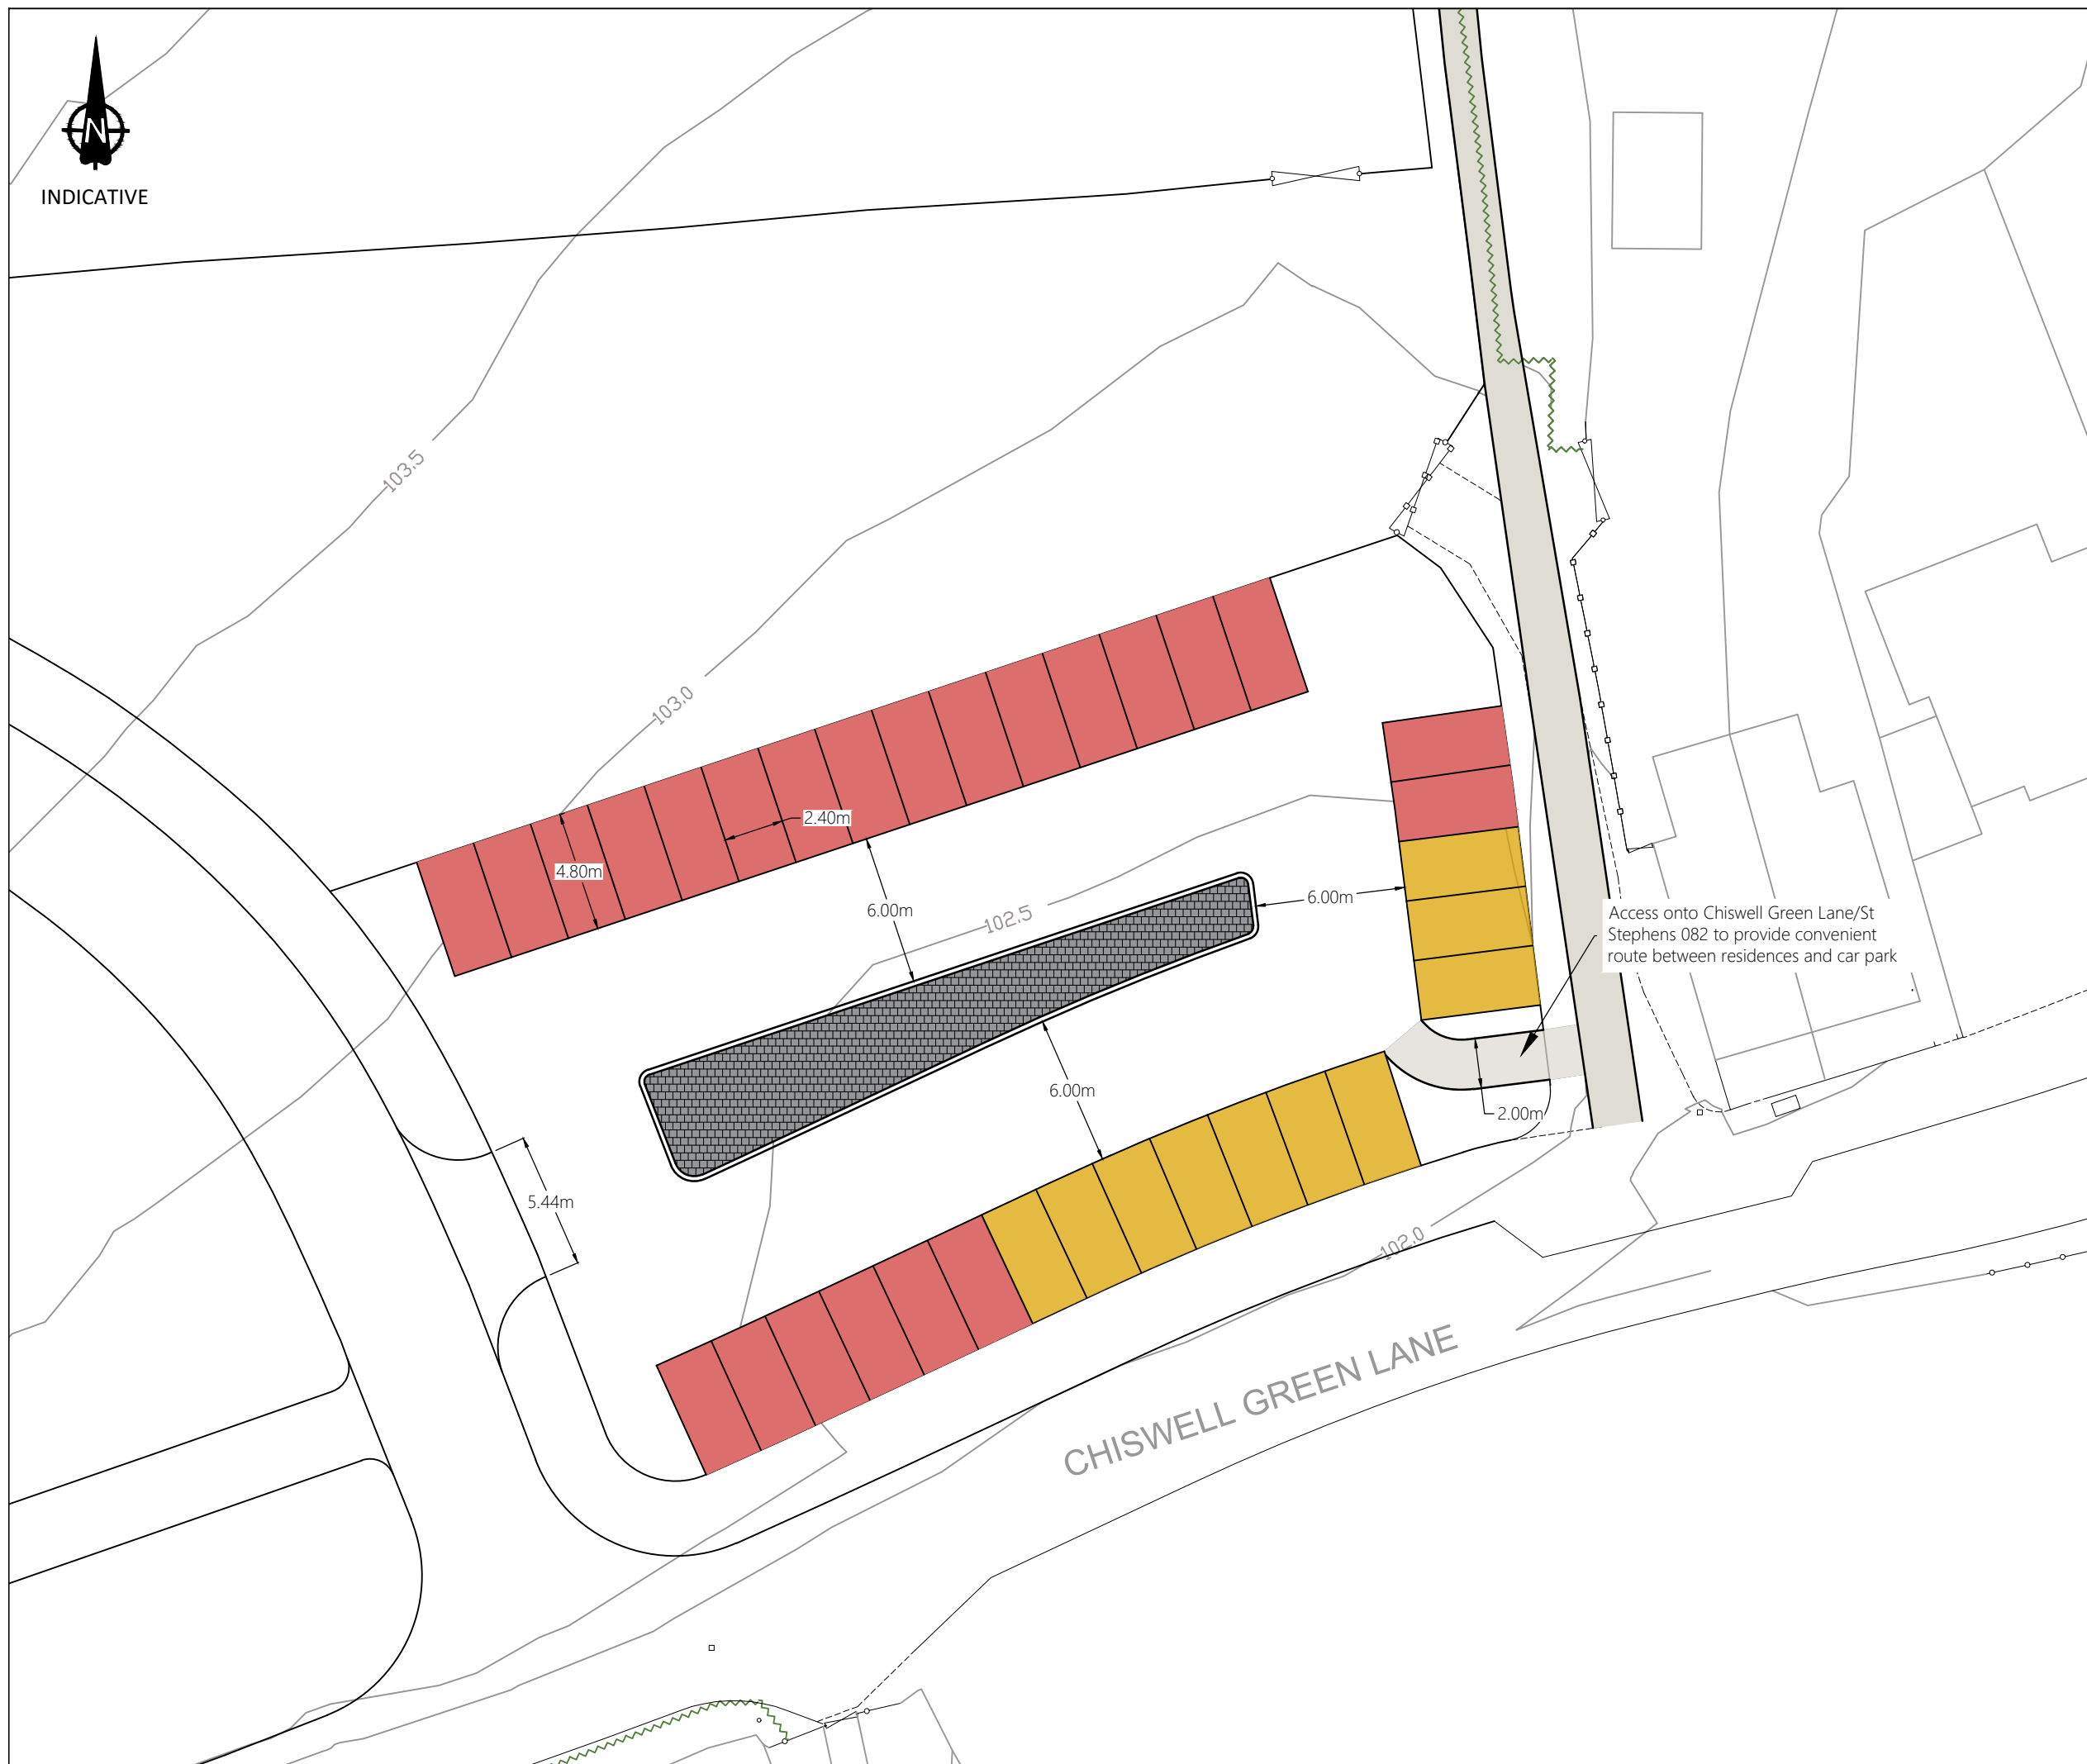 N
INDICATIVE
103.5
103.0
2.40m
4.80m
6.00m
6.00m
102.5
Access onto Chiswell Green Lane/St
Stephens 082 to provide convenient
route between residences and car park
6.00m
2.00m
5.44m
102.0
CHISWELL GREEN LANE